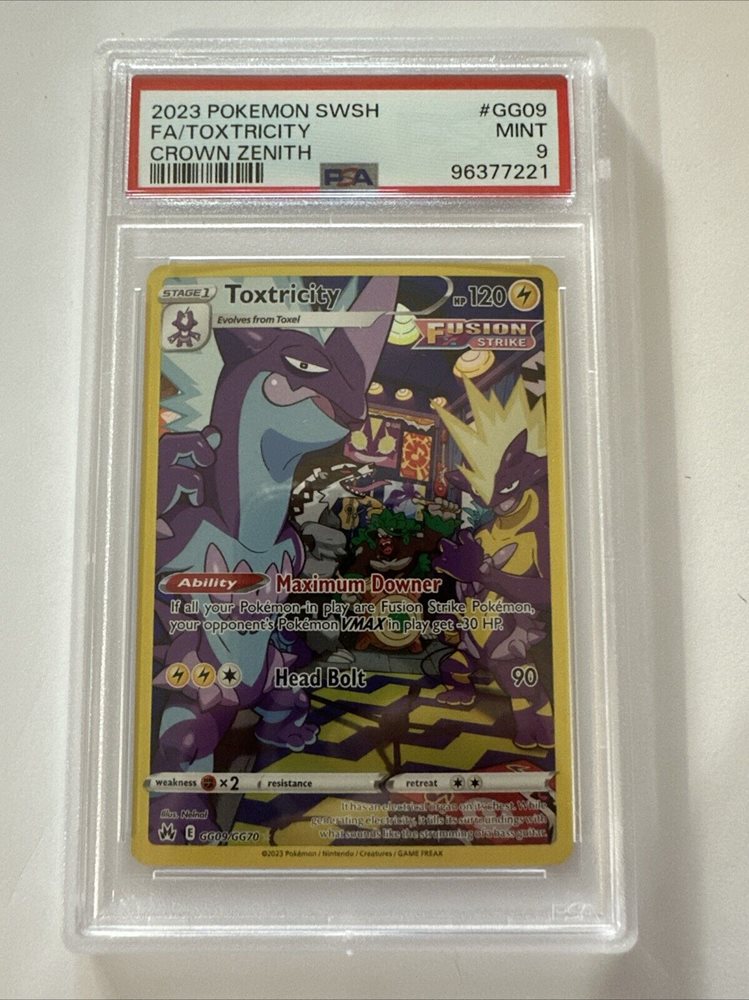 2023 POKEMON SWSH #GG09
FA/TOXTRICITY MINT
CROWN ZENITH 9
PSA 96377221
STAGE 1 Toxtricity HP 120
Evolves from Toxel
FUSION
STRIKE
Ability Maximum Downer
If all your Pokémon in play are Fusion Strike Pokémon,
your opponent's Pokémon VMAX in play get -30 HP.
Head Bolt 90
weakness ×2 resistance retreat
Illus. Nelnal
It has an electrical organ on its chest. While
generating electricity, it fills its surroundings with
what sounds like the strumming of a bass guitar.
E GG09/GG70
©2023 Pokémon / Nintendo / Creatures / GAME FREAK
PSA